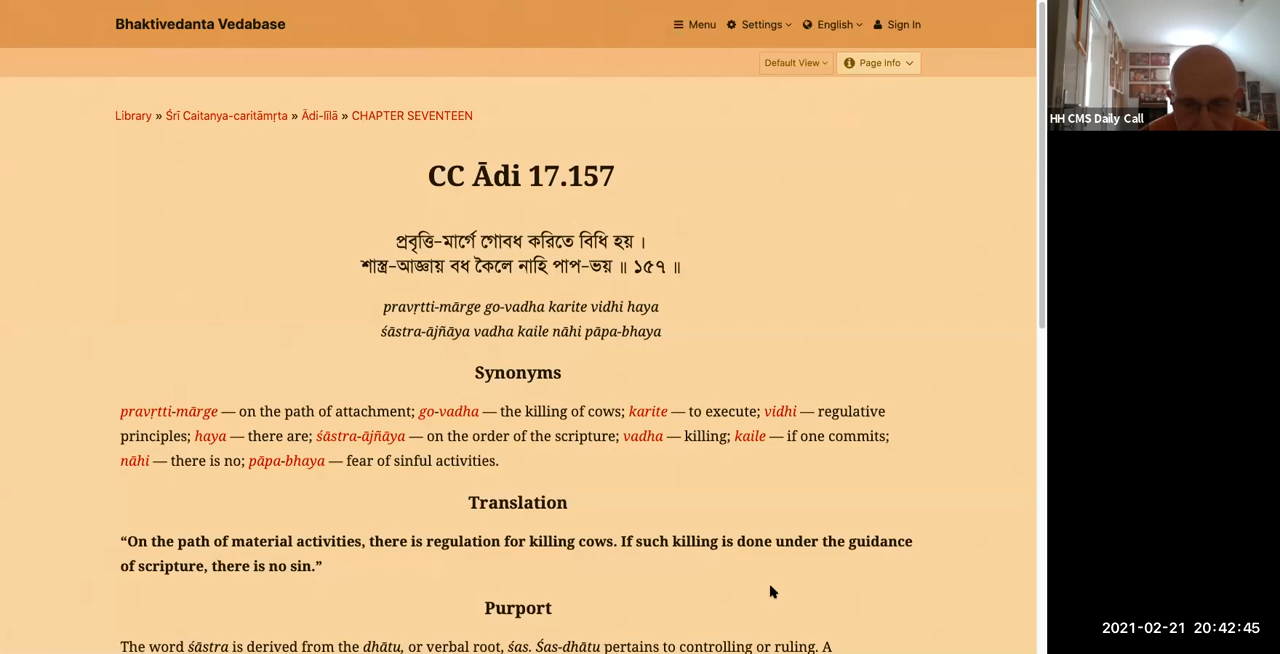 Bhaktivedanta Vedabase
Menu Settings English Sign In
Default View Page Info
Library » Śrī Caitanya-caritāmṛta » Ādi-līlā » CHAPTER SEVENTEEN
HH CMS Daily Call
CC Ādi 17.157
প্রবৃত্তি-মার্গে গোবধ করিতে বিধি হয় ।
শাস্ত্র-আজ্ঞায় বধ কৈলে নাহি পাপ-ভয় ॥ ১৫৭ ॥
pravṛtti-mārge go-vadha karite vidhi haya
śāstra-ājñāya vadha kaile nāhi pāpa-bhaya
Synonyms
pravṛtti-mārge — on the path of attachment; go-vadha — the killing of cows; karite — to execute; vidhi — regulative
principles; haya — there are; śāstra-ājñāya — on the order of the scripture; vadha — killing; kaile — if one commits;
nāhi — there is no; pāpa-bhaya — fear of sinful activities.
Translation
“On the path of material activities, there is regulation for killing cows. If such killing is done under the guidance
of scripture, there is no sin.”
Purport
The word śāstra is derived from the dhātu, or verbal root, śas. Śas-dhātu pertains to controlling or ruling. A
2021-02-21 20:42:45